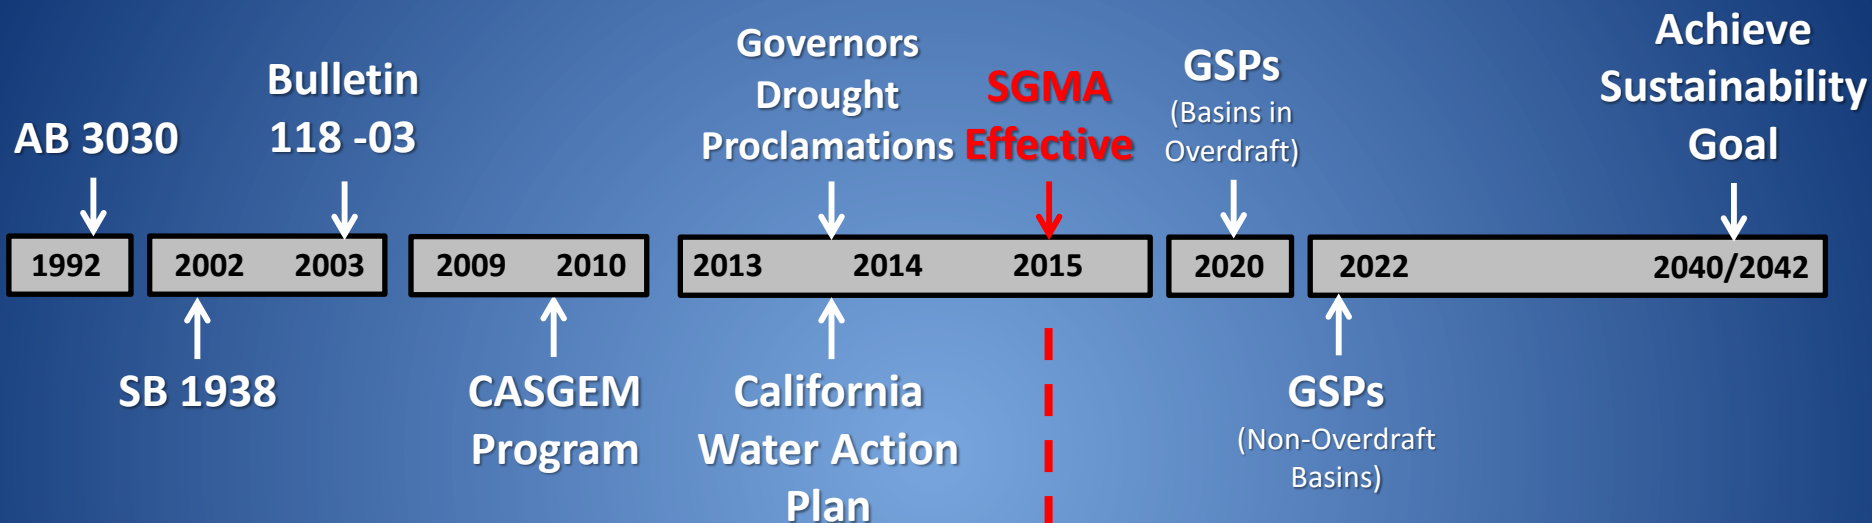 AB 3030
Bulletin
118 -03
Governors
Drought
Proclamations
SGMA
Effective
GSPs
(Basins in
Overdraft)
Achieve
Sustainability
Goal
1992
2002
2003
2009
2010
2013
2014
2015
2020
2022
2040/2042
SB 1938
CASGEM
Program
California
Water Action
Plan
GSPs
(Non-Overdraft
Basins)